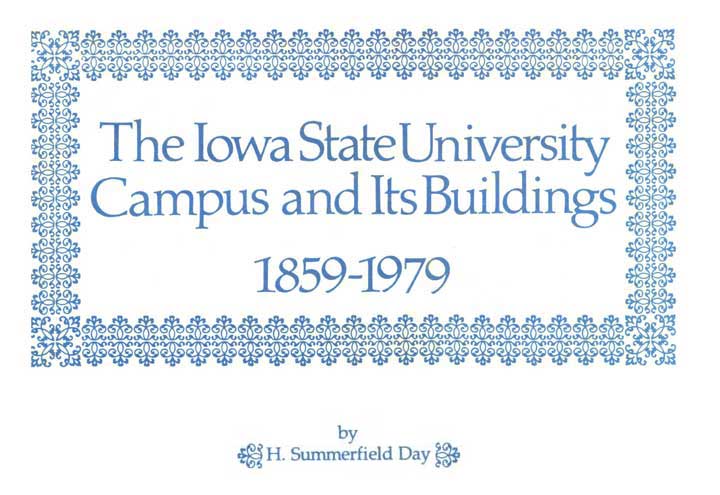 The Iowa State University
Campus and Its Buildings
1859-1979
by
H. Summerfield Day